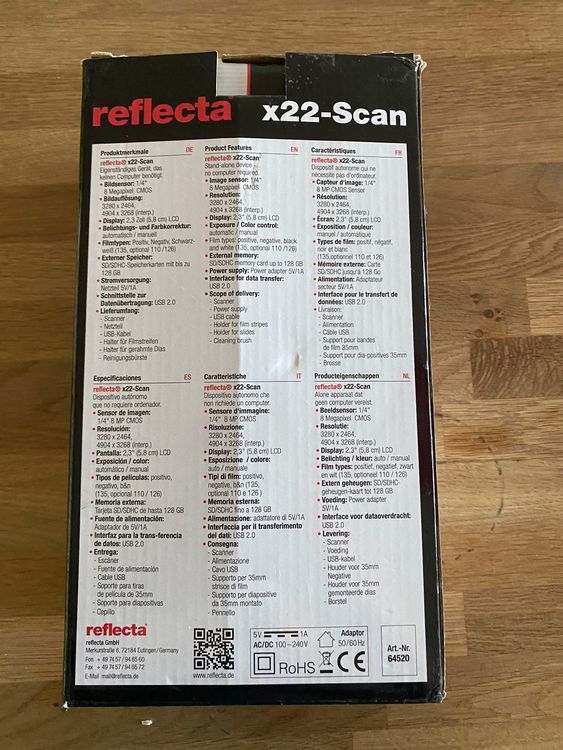 reflecta x22-Scan
Produktmerkmale DE
reflecta® x22-Scan
Eigenständiges Gerät, das
keinen Computer benötigt.
• Bildsensor: 1/4"
8 Megapixel CMOS
• Bildauflösung:
3280 x 2464,
4904 x 3268 (interp.)
• Display: 2,3 Zoll (5,8 cm) LCD
• Belichtungs- und Farbkorrektur:
automatisch / manuell
• Filmtypen: Positiv, Negativ, Schwarz-
weiß (135, optional 110 /126)
• Externer Speicher:
SD/SDHC-Speicherkarten mit bis zu
128 GB
• Stromversorgung:
Netzteil 5V/1A
• Schnittstelle zur
Datenübertragung: USB 2.0
• Lieferumfang:
- Scanner
- Netzteil
- USB-Kabel
- Halter für Filmstreifen
- Halter für gerahmte Dias
- Reinigungsbürste
Product Features EN
reflecta® x22-Scan
Stand-alone device -
no computer required.
• Image sensor: 1/4"
8 Megapixel CMOS
• Resolution:
3280 x 2464,
4904 x 3268 (interp.)
• Display: 2,3" (5,8 cm) LCD
• Exposure / Color control:
automatic / manual
• Film types: positive, negative, black
and white (135, optional 110 /126)
• External memory:
SD/SDHC memory card up to 128 GB
• Power supply: Power adapter 5V/1A
• Interface for data transfer:
USB 2.0
• Scope of delivery:
- Scanner
- Power supply
- USB cable
- Holder for film stripes
- Holder for slides
- Cleaning brush
Caractéristiques FR
reflecta® x22-Scan
Dispositif autonome qui ne
nécessite pas d'ordinateur.
• Capteur d'image: 1/4"
8 MP CMOS Sensor
• Résolution:
3280 x 2464,
4904 x 3268 (interp.)
• Écran: 2,3" (5,8 cm) LCD
• Exposition / couleur:
manuel / automatique
• Types de film: positif, négatif,
noir et blanc
(135,optionnel 110 et 126)
• Mémoire externe: Carte
SD/SDHC jusqu'à 128 Go
• Alimentation: Adaptateur
secteur 5V/1A
• Interface pour le transfert de
données: USB 2.0
• Livraison:
- Scanner
- Alimentation
- Câble USB
- Support pour bandes
de film 35mm.
- Support pour dia-positives 35mm
- Brosse
Especificaciones ES
reflecta® x22-Scan
Dispositivo autónomo
que no requiere ordenador.
• Sensor de imagen:
1/4" 8 MP CMOS
• Resolución:
3280 x 2464,
4904 x 3268 (interp.)
• Pantalla: 2,3" (5,8 cm) LCD
• Exposición / color:
automático / manual
• Tipos de películas: positivo,
negativo, b&n
(135, opcional 110 / 126)
• Memoria externa:
Tarjeta SD/SDHC de hasta 128 GB
• Fuente de alimentación:
Adaptador de 5V/1A
• Interfaz para la trans-ferencia
de datos: USB 2.0
• Entrega:
- Escáner
- Fuente de alimentación
- Cable USB
- Soporte para tiras
de película de 35mm
- Soporte para diapositivas
- Cepillo
Caratteristiche IT
reflecta® x22-Scan
Dispositivo autonomo che
non richiede un computer.
• Sensore d'immagine:
1/4" 8 MP CMOS
• Risoluzione:
3280 x 2464,
4904 x 3268 (interp.)
• Display: 2,3" (5,8 cm) LCD
• Esposizione / colore:
auto / manuale
• Tipi di film: positivo,
negativo, b&n (135,
optional 110 e 126 )
• Memoria esterna:
SD/SDHC fino a 128 GB
• Alimentazione: adattatore di 5V/1A
• Interfaccia per il transferimento
dei dati: USB 2.0
• Consegna:
- Scanner
- Alimentazione
- Cavo USB
- Supporto per 35mm
strisce di film
- Supporto per diapositive
da 35mm montato
- Pennello
Producteigenschappen NL
reflecta® x22-Scan
Alone apparaat dat
geen computer vereist.
• Beeldsensor: 1/4"
8 Megapixel CMOS
• Resolutie:
3280 x 2464,
4904 x 3268 (interp.)
• Display: 2,3" (5,8 cm) LCD
• Belichting / kleur: auto / manual
• Film types: positief, negatief, zwart
en wit (135, optioneel 110 / 126)
• Extern geheugen: SD/SDHC-
geheugen-kaart tot 128 GB
• Voeding: Power adapter
5V/1A
• Interface voor dataoverdracht:
USB 2.0
• Levering:
- Scanner
- Voeding
- USB-kabel
- Houder voor 35mm
Negative
- Houder voor 35mm
gemonteerde dias
- Borstel
reflecta
reflecta GmbH
Merkurstraße 8, 72184 Eutingen/Germany
Fon + 49 74 57 / 94 65 60
Fax + 49 74 57 / 94 65 72
E-Mail mail@reflecta.de
www.reflecta.de
5V 1A
AC/DC 100-240V
Adaptor
50/60Hz
RoHS CE
Art.-Nr.
64520